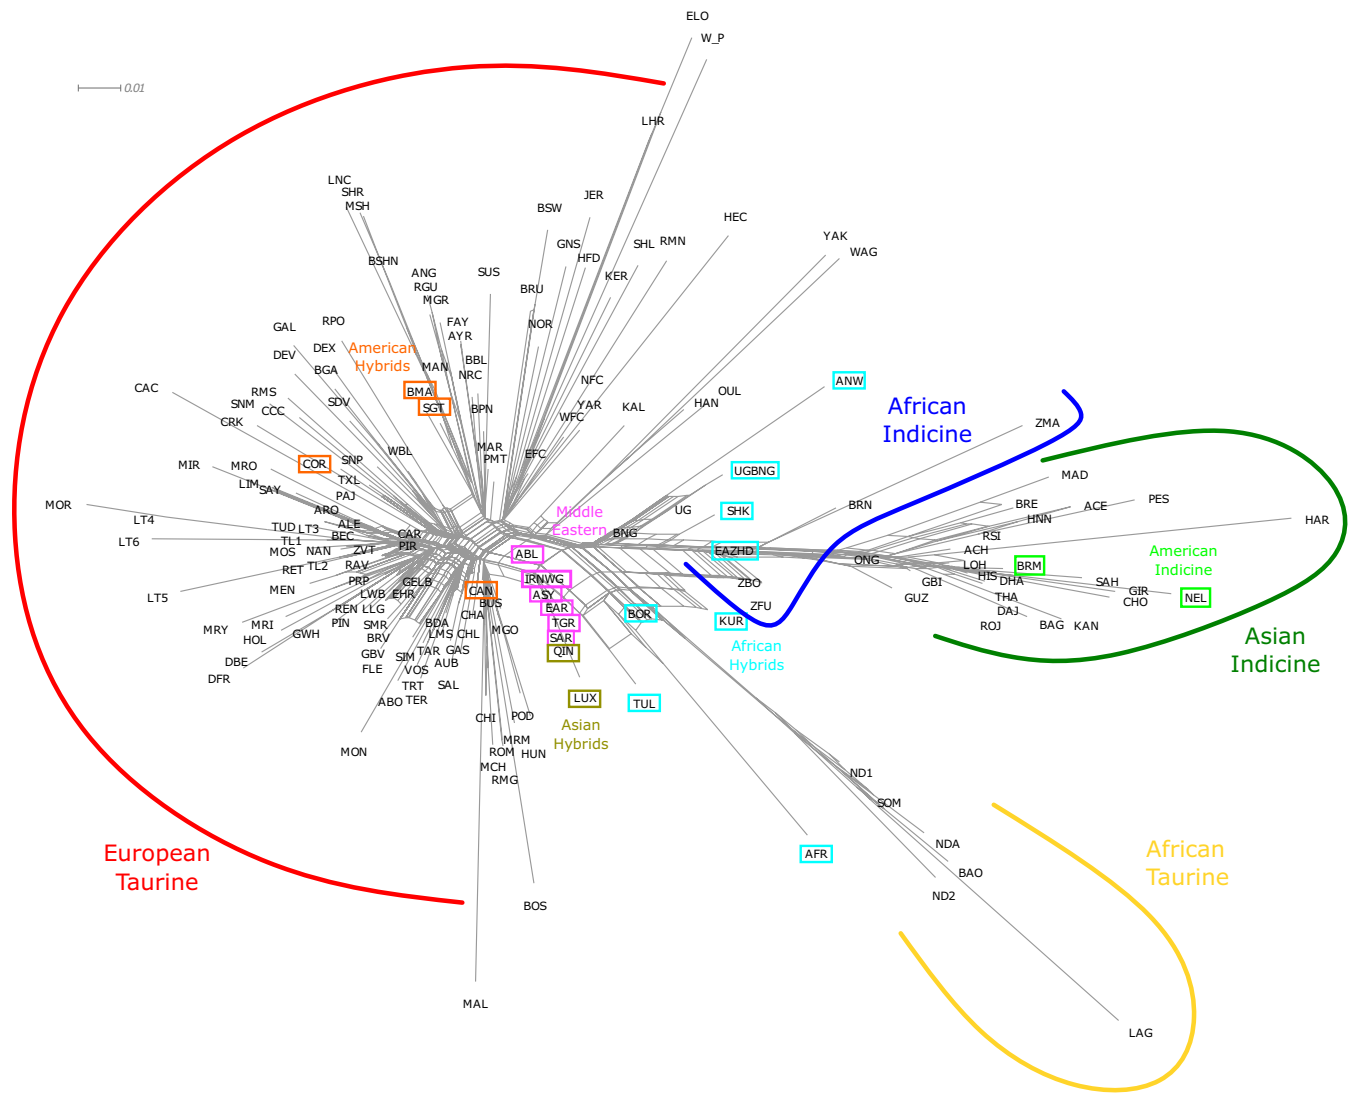 ELO
W_P
0.01
LHR
LNC
SHR
MSH
JER
BSW
HEC
YAK
WAG
GNS
SHL
RMN
HFD
BSHN
ANG
RGU
MGR
SUS
KER
BRU
NOR
GAL
RPO
FAY
AYR
DEV
DEX
American
Hybrids
BGA
MAN
BBL
NRC
NFC
CAC
RMS
SNM
CCC
SDV
BMA
SGT
BPN
YAR
WFC
KAL
HAN
OUL
ANW
African
Indicine
ZMA
CRK
WBL
MAR
PMT
EFC
MIR
MRO
COR
SNP
TXL
LIM
SAY
PAJ
UGBNG
MAD
MOR
LT4
LT6
ARO
TUD
LT3
ALE
TL1
BEC
MOS
NAN
ZVT
CAR
PIR
Middle
Eastern
BNG
UG
SHK
BRN
BRE
HNN
ACE
PES
HAR
RSI
ACH
American
Indicine
RET
TL2
RAV
ABL
EAZHD
ONG
LOH
HIS
BRM
MEN
PRP
GELB
LWB
EHR
CAN
BUS
IRNWG
ASY
ZBO
GBI
DHA
SAH
GIR
NEL
CHO
LT5
GUZ
THA
DAJ
ROJ
BAG
KAN
MRY
MRI
REN
LLG
PIN
SMR
BRV
BDA
CHA
EAR
TGR
SAR
QIN
BOR
KUR
ZFU
Asian
Indicine
HOL
GWH
LMS
CHL
MGO
African
Hybrids
DBE
DFR
GBV
FLE
SIM
TAR
GAS
VOS
AUB
TRT
TER
SAL
ABO
LUX
TUL
Asian
Hybrids
MON
CHI
POD
MRM
ROM
HUN
MCH
RMG
ND1
SOM
NDA
BAO
ND2
AFR
European
Taurine
African
Taurine
BOS
MAL
LAG